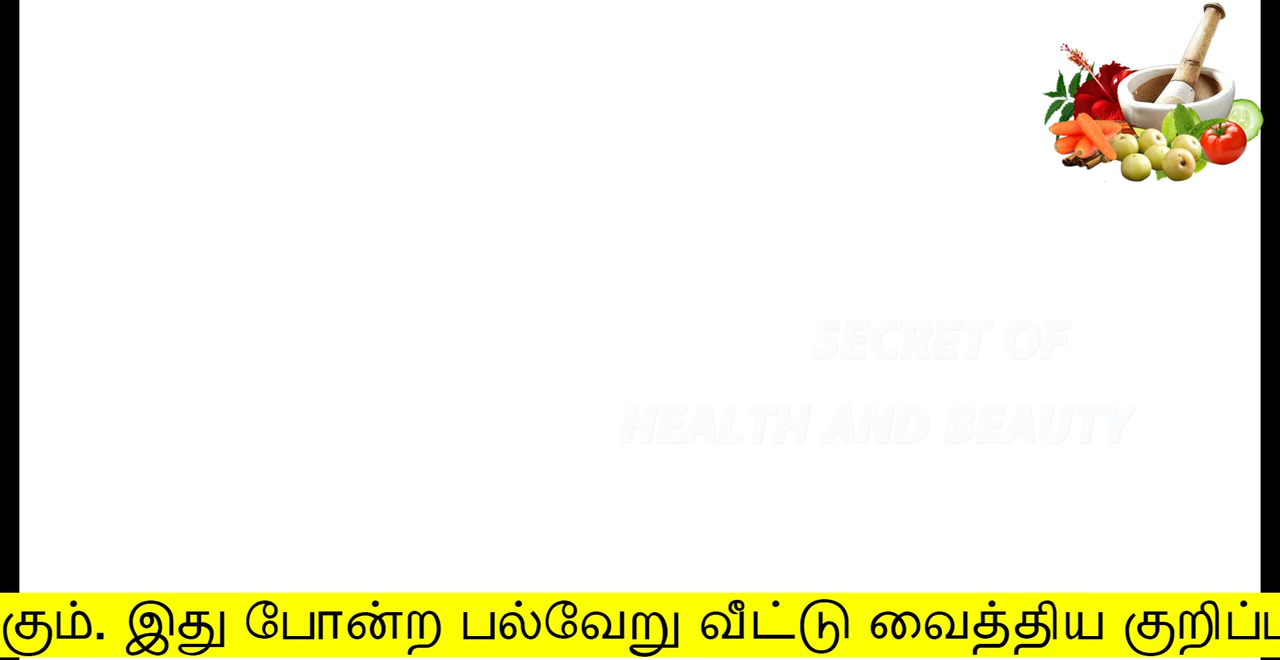 SECRET OF
HEALTH AND BEAUTY
கும். இது போன்ற பல்வேறு வீட்டு வைத்திய